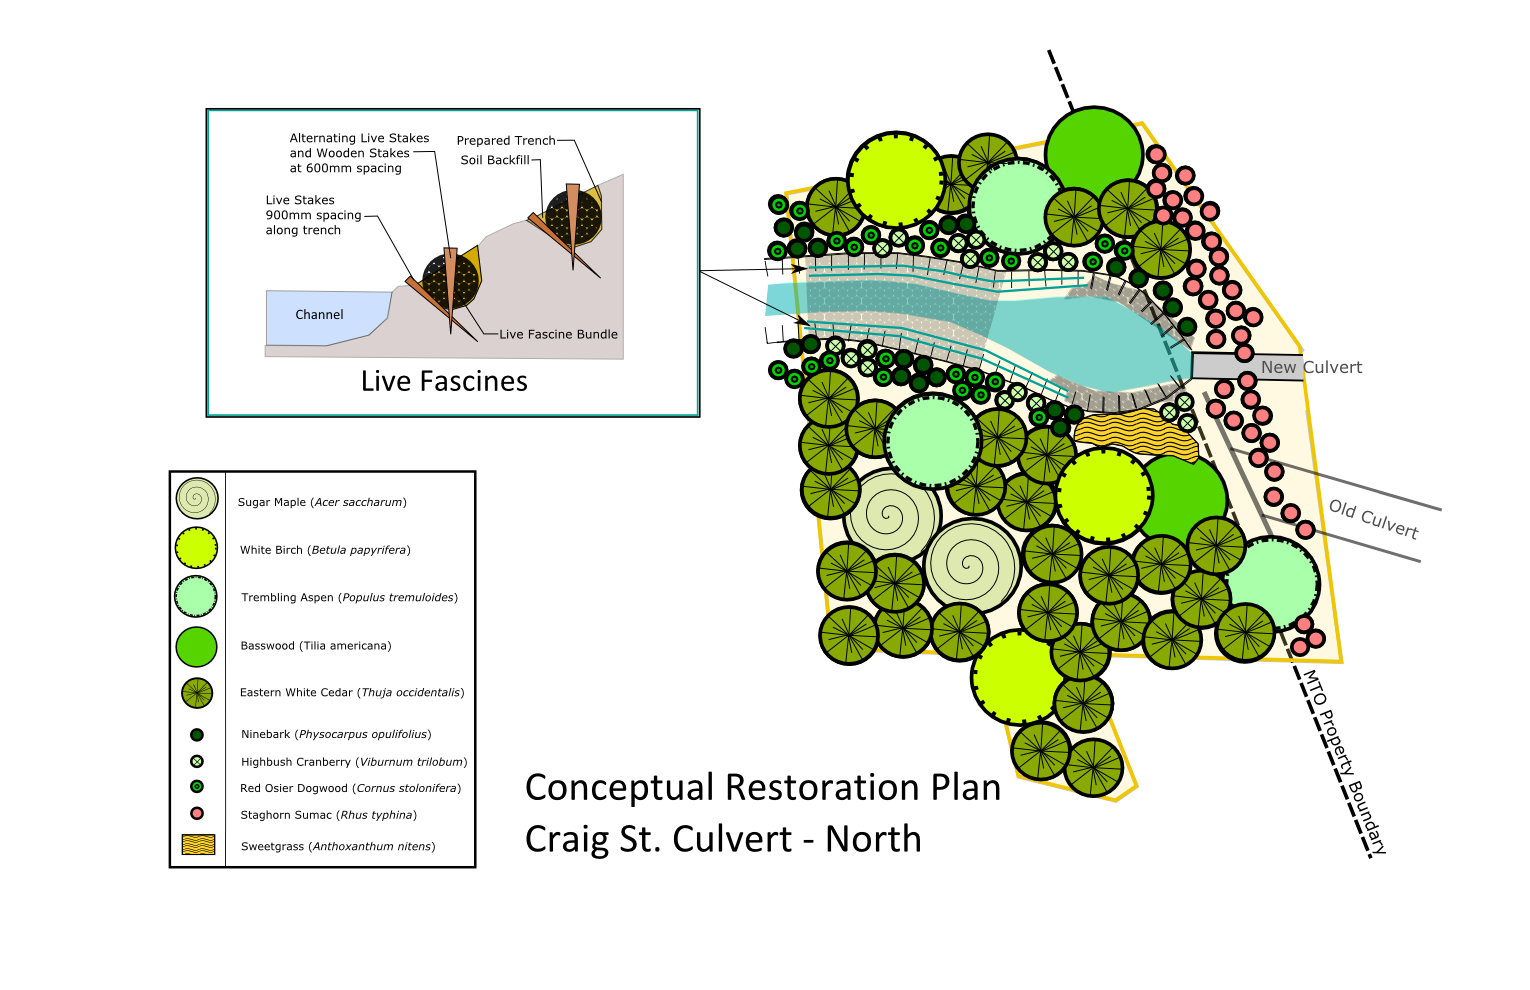 Alternating Live Stakes
and Wooden Stakes
at 600mm spacing
Prepared Trench
Soil Backfill
Live Stakes
900mm spacing
along trench
Channel
Live Fascine Bundle
Live Fascines
New Culvert
Old Culvert
MTO Property Boundary
Sugar Maple (Acer saccharum)
White Birch (Betula papyrifera)
Trembling Aspen (Populus tremuloides)
Basswood (Tilia americana)
Eastern White Cedar (Thuja occidentalis)
Ninebark (Physocarpus opulifolius)
Highbush Cranberry (Viburnum trilobum)
Red Osier Dogwood (Cornus stolonifera)
Staghorn Sumac (Rhus typhina)
Sweetgrass (Anthoxanthum nitens)
Conceptual Restoration Plan
Craig St. Culvert - North